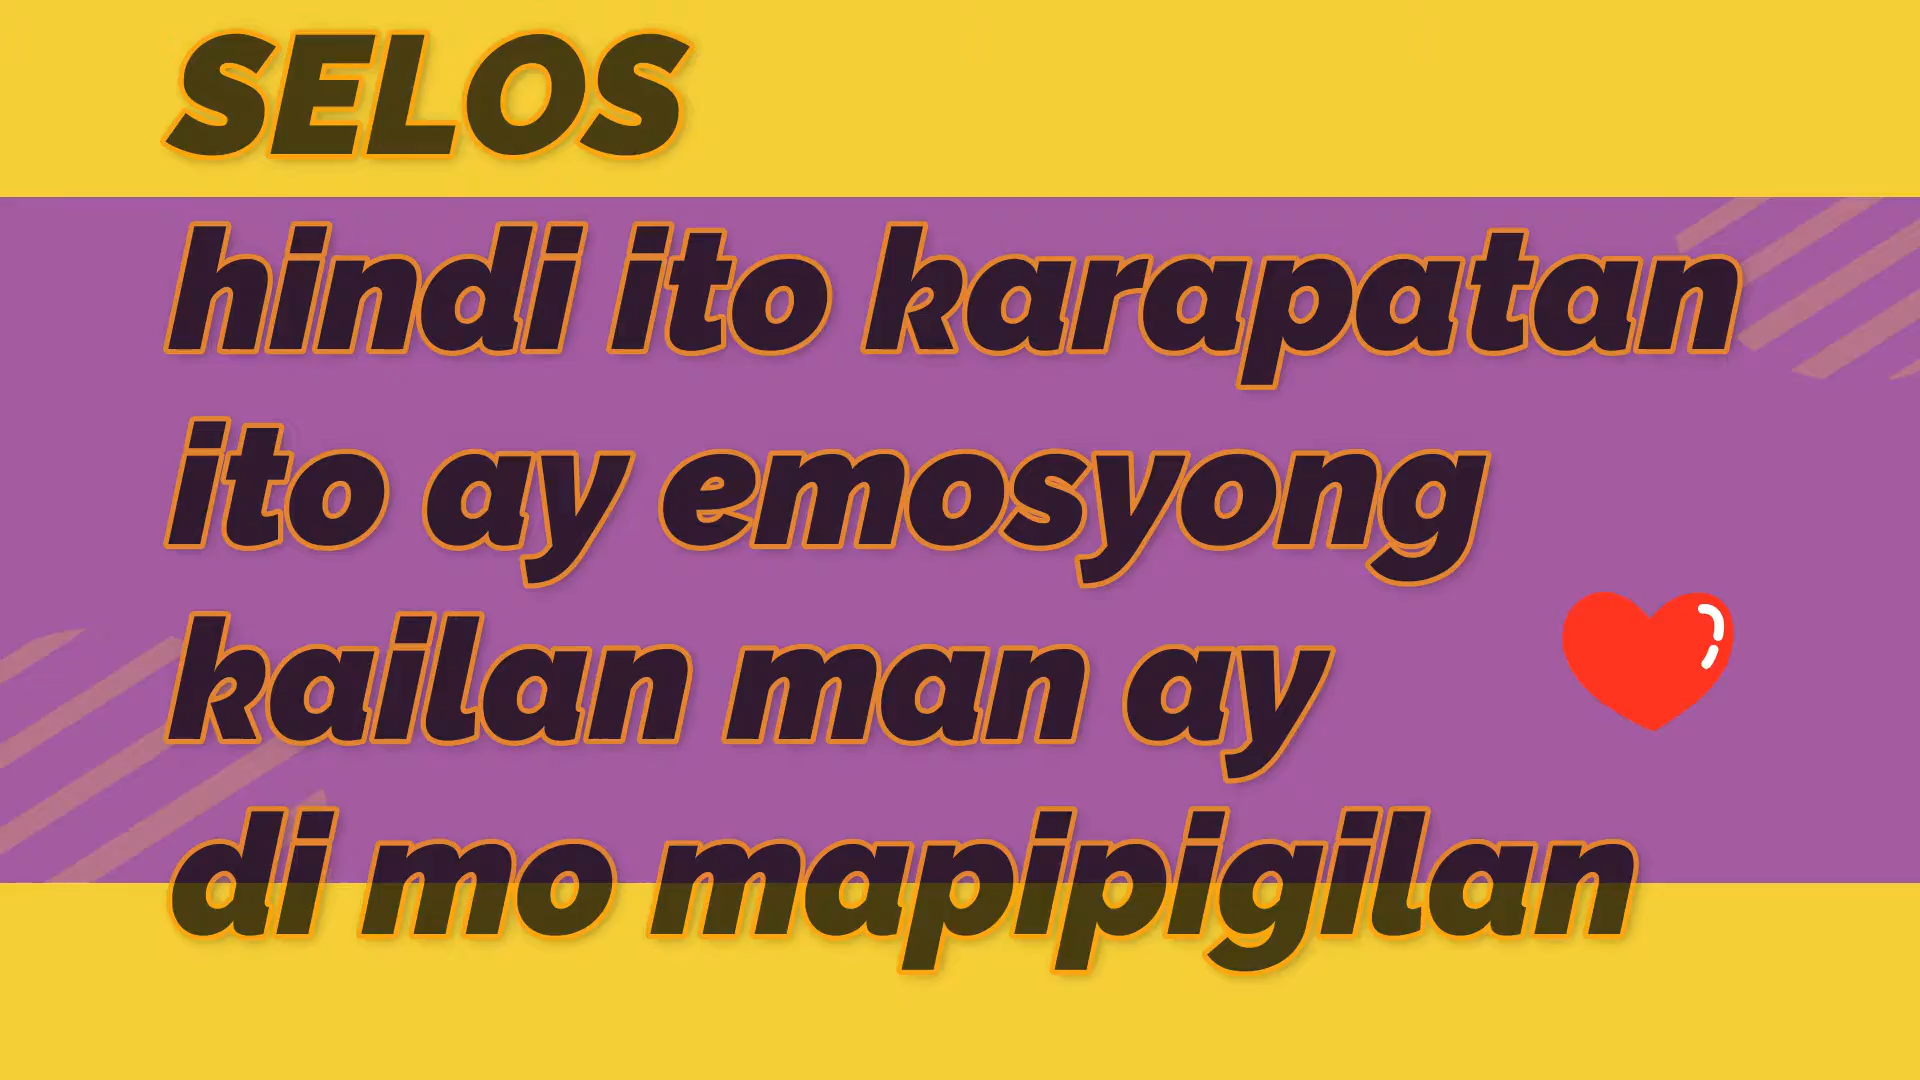 SELOS
hindi ito karapatan
ito ay emosyong
kailan man ay
di mo mapipigilan